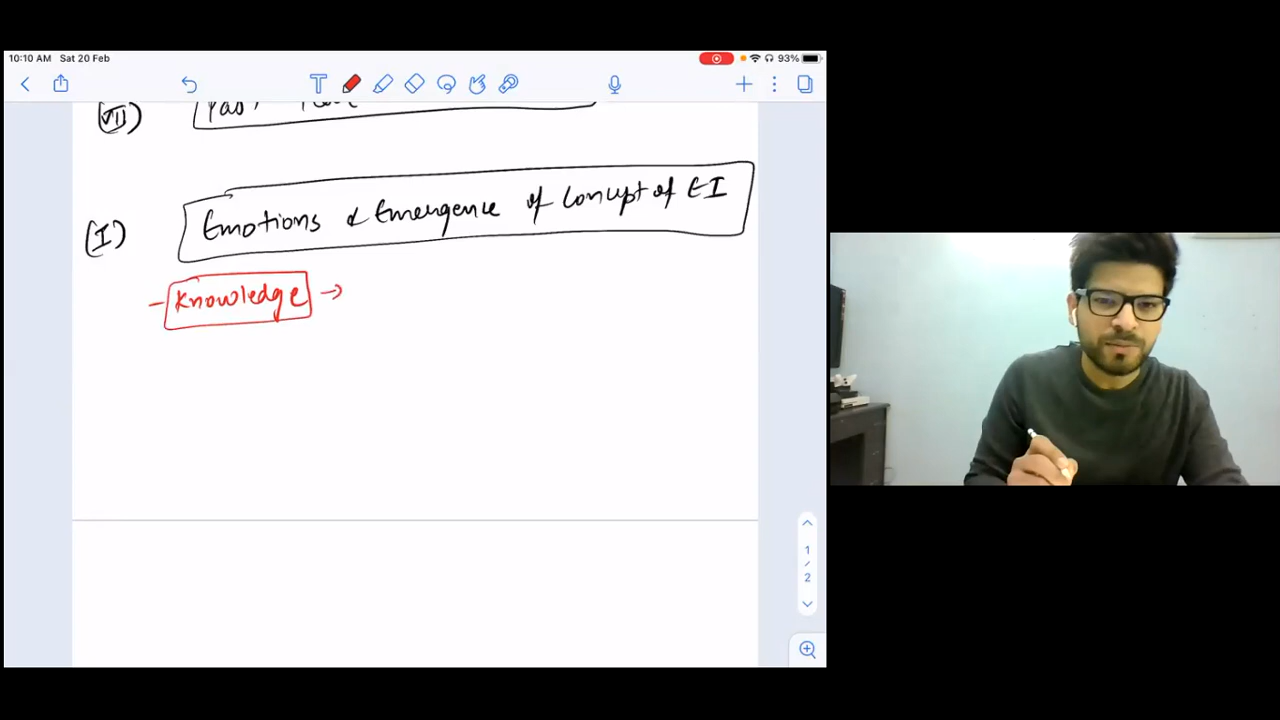 10:10 AM Sat 20 Feb 93%
T
(VII)
(I) Emotions & Emergence of Concept of EI
- Knowledge →
1
/
2